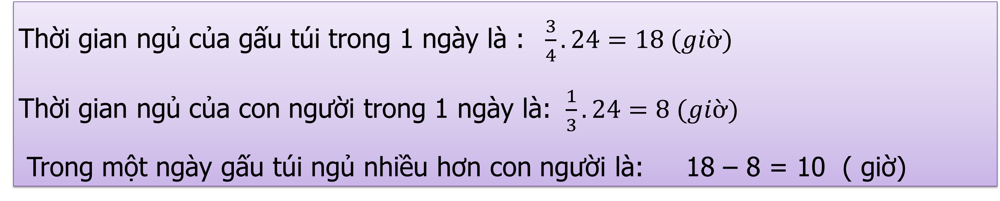 Thời gian ngủ của gấu túi trong 1 ngày là : 3/4 . 24 = 18 (giờ)
Thời gian ngủ của con người trong 1 ngày là: 1/3 . 24 = 8 (giờ)
Trong một ngày gấu túi ngủ nhiều hơn con người là: 18 – 8 = 10 ( giờ)